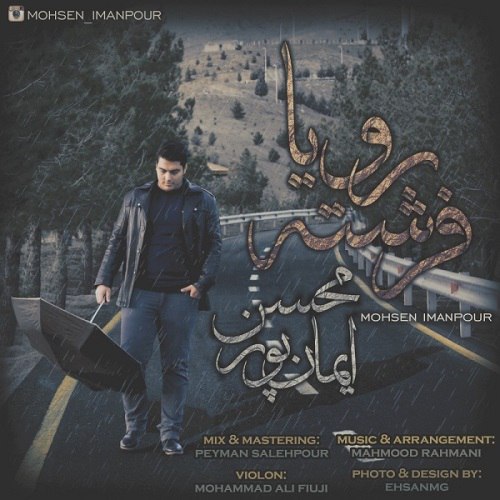 MOHSEN_IMANPOUR
فرشته رویا
محسن
ایمان پور
MOHSEN IMANPOUR
MIX & MASTERING:
PEYMAN SALEHPOUR
MUSIC & ARRANGEMENT:
MAHMOOD RAHMANI
VIOLON:
MOHAMMAD ALI FIUJI
PHOTO & DESIGN BY:
EHSANMG